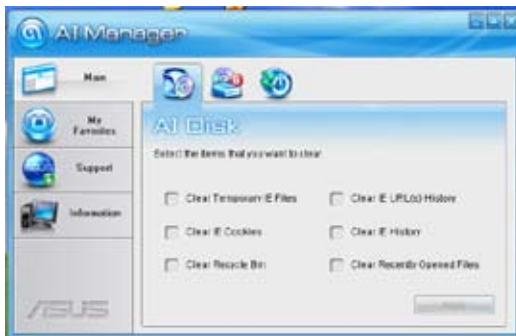 AI Manager
Main
My
Favorites
Support
Information
AI Disk
Select the items that you want to clear
Clear Temporary IE Files
Clear IE URL(s) History
Clear IE Cookies
Clear IE History
Clear Recycle Bin
Clear Recently Opened Files
ASUS